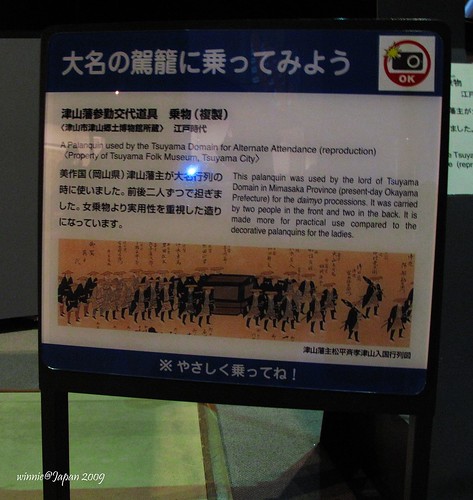 大名の駕籠に乗ってみよう
OK
津山藩参勤交代道具　乗物（複製）
〈津山市津山郷土博物館所蔵〉　江戸時代
A Palanquin used by the Tsuyama Domain for Alternate Attendance (reproduction)
〈Property of Tsuyama Folk Museum, Tsuyama City〉
美作国（岡山県）津山藩主が大名行列の
時に使いました。前後二人ずつで担ぎま
した。女乗物より実用性を重視した造り
になっています。
This palanquin was used by the lord of Tsuyama
Domain in Mimasaka Province (present-day Okayama
Prefecture) for the daimyo processions. It was carried
by two people in the front and two in the back. It is
made more for practical use compared to the
decorative palanquins for the ladies.
津山藩主松平斉孝津山入国行列図
※ やさしく乗ってね！
winnie@Japan 2009